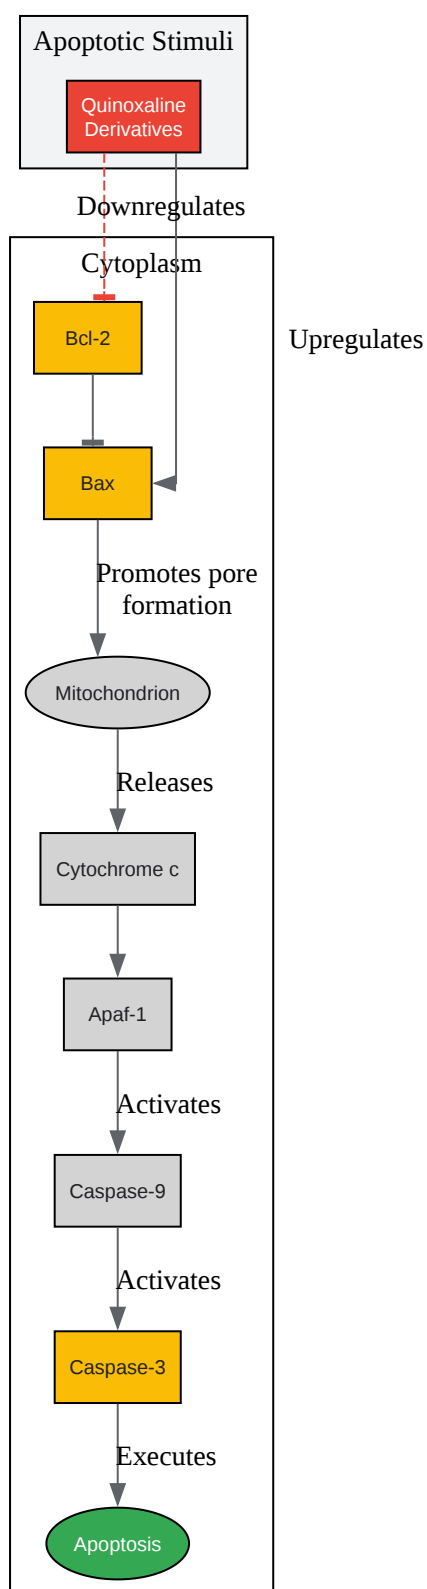 Apoptotic Stimuli
Quinoxaline
Derivatives
Downregulates
Cytoplasm
Bcl-2
Upregulates
Bax
Promotes pore
formation
Mitochondrion
Releases
Cytochrome c
Apaf-1
Activates
Caspase-9
Activates
Caspase-3
Executes
Apoptosis